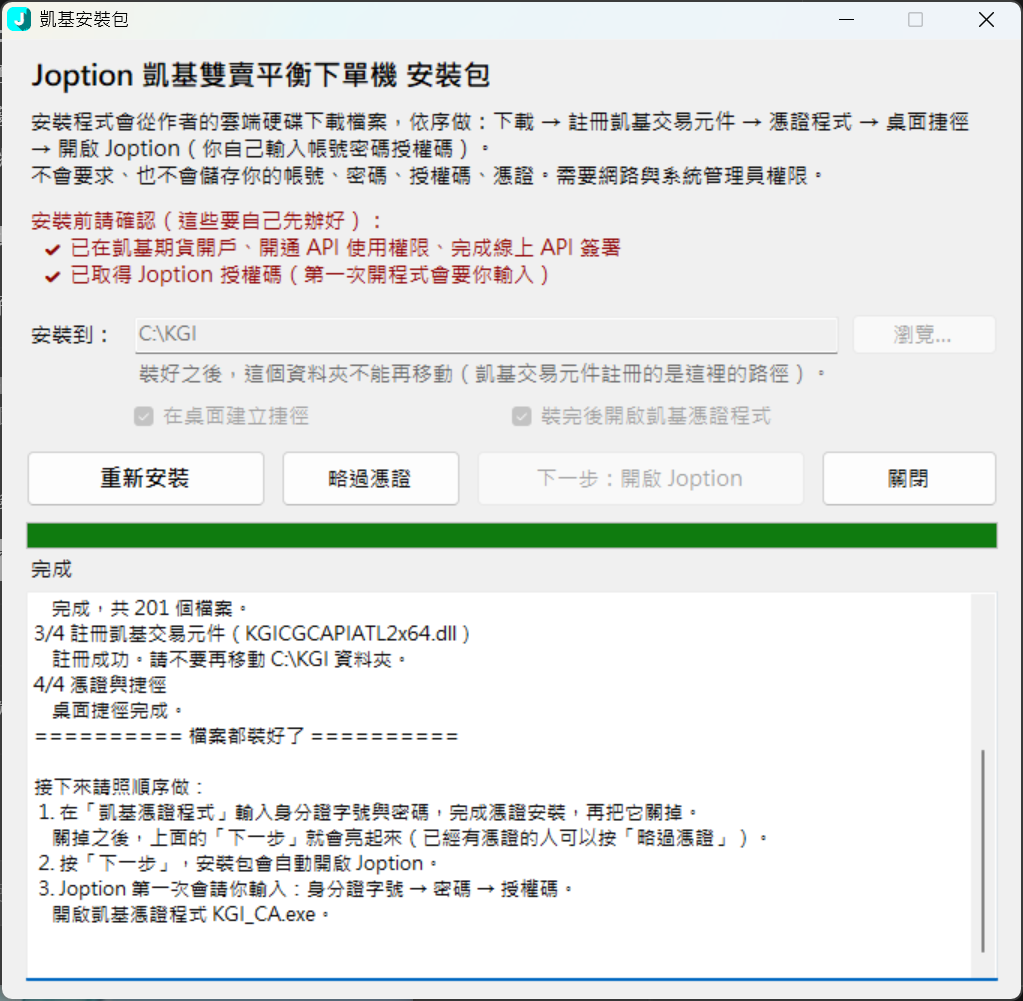 凱基安裝包
Joption 凱基雙賣平衡下單機 安裝包
安裝程式會從作者的雲端硬碟下載檔案，依序做：下載 → 註冊凱基交易元件 → 憑證程式 → 桌面捷徑
→ 開啟 Joption（你自己輸入帳號密碼授權碼）。
不會要求、也不會儲存你的帳號、密碼、授權碼、憑證。需要網路與系統管理員權限。
安裝前請確認（這些要自己先辦好）：
✔ 已在凱基期貨開戶、開通 API 使用權限、完成線上 API 簽署
✔ 已取得 Joption 授權碼（第一次開程式會要你輸入）
安裝到： C:\KGI 瀏覽...
裝好之後，這個資料夾不能再移動（凱基交易元件註冊的是這裡的路徑）。
在桌面建立捷徑 裝完後開啟凱基憑證程式
重新安裝 略過憑證 下一步：開啟 Joption 關閉
完成
完成，共 201 個檔案。
3/4 註冊凱基交易元件（KGICGCAPIATL2x64.dll）
註冊成功。請不要再移動 C:\KGI 資料夾。
4/4 憑證與捷徑
桌面捷徑完成。
========== 檔案都裝好了 ==========
接下來請照順序做：
1. 在「凱基憑證程式」輸入身分證字號與密碼，完成憑證安裝，再把它關掉。
關掉之後，上面的「下一步」就會亮起來（已經有憑證的人可以按「略過憑證」）。
2. 按「下一步」，安裝包會自動開啟 Joption。
3. Joption 第一次會請你輸入：身分證字號 → 密碼 → 授權碼。
開啟凱基憑證程式 KGI_CA.exe。